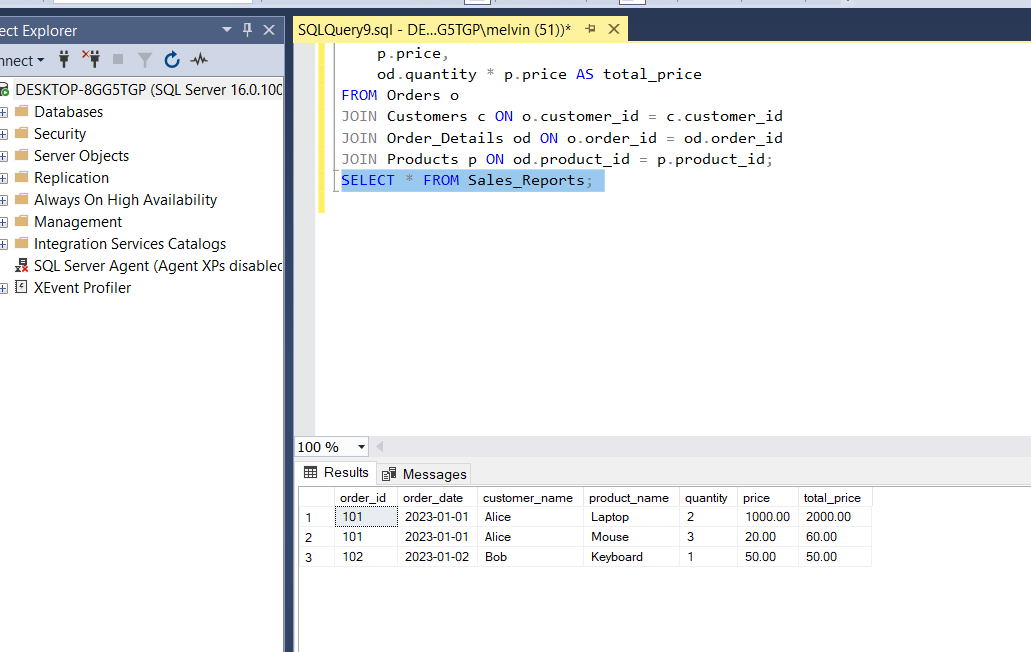 ect Explorer
nnect
DESKTOP-8GG5TGP (SQL Server 16.0.100
Databases
Security
Server Objects
Replication
Always On High Availability
Management
Integration Services Catalogs
SQL Server Agent (Agent XPs disabled
XEvent Profiler
SQLQuery9.sql - DE...G5TGP\melvin (51))*
p.price,
od.quantity * p.price AS total_price
FROM Orders o
JOIN Customers c ON o.customer_id = c.customer_id
JOIN Order_Details od ON o.order_id = od.order_id
JOIN Products p ON od.product_id = p.product_id;
SELECT * FROM Sales_Reports;
100 %
Results Messages
order_id order_date customer_name product_name quantity price total_price
1 101 2023-01-01 Alice Laptop 2 1000.00 2000.00
2 101 2023-01-01 Alice Mouse 3 20.00 60.00
3 102 2023-01-02 Bob Keyboard 1 50.00 50.00